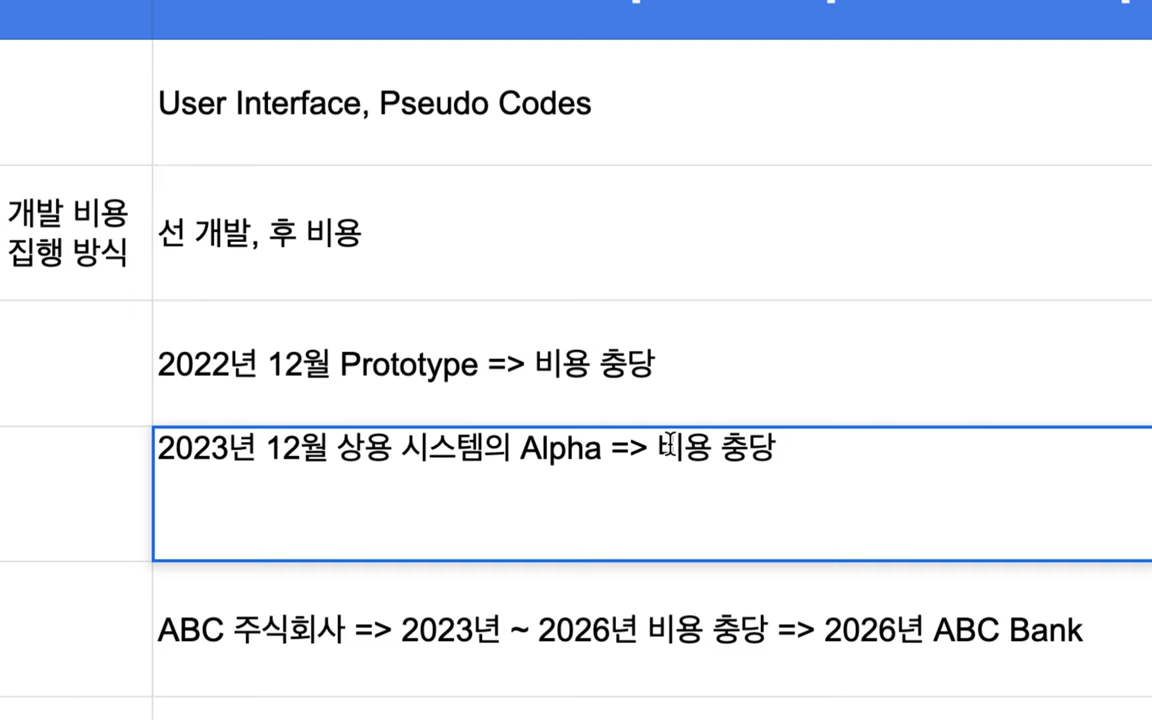 User Interface, Pseudo Codes
개발 비용
집행 방식
선 개발, 후 비용
2022년 12월 Prototype => 비용 충당
2023년 12월 상용 시스템의 Alpha => 비용 충당
ABC 주식회사 => 2023년 ~ 2026년 비용 충당 => 2026년 ABC Bank